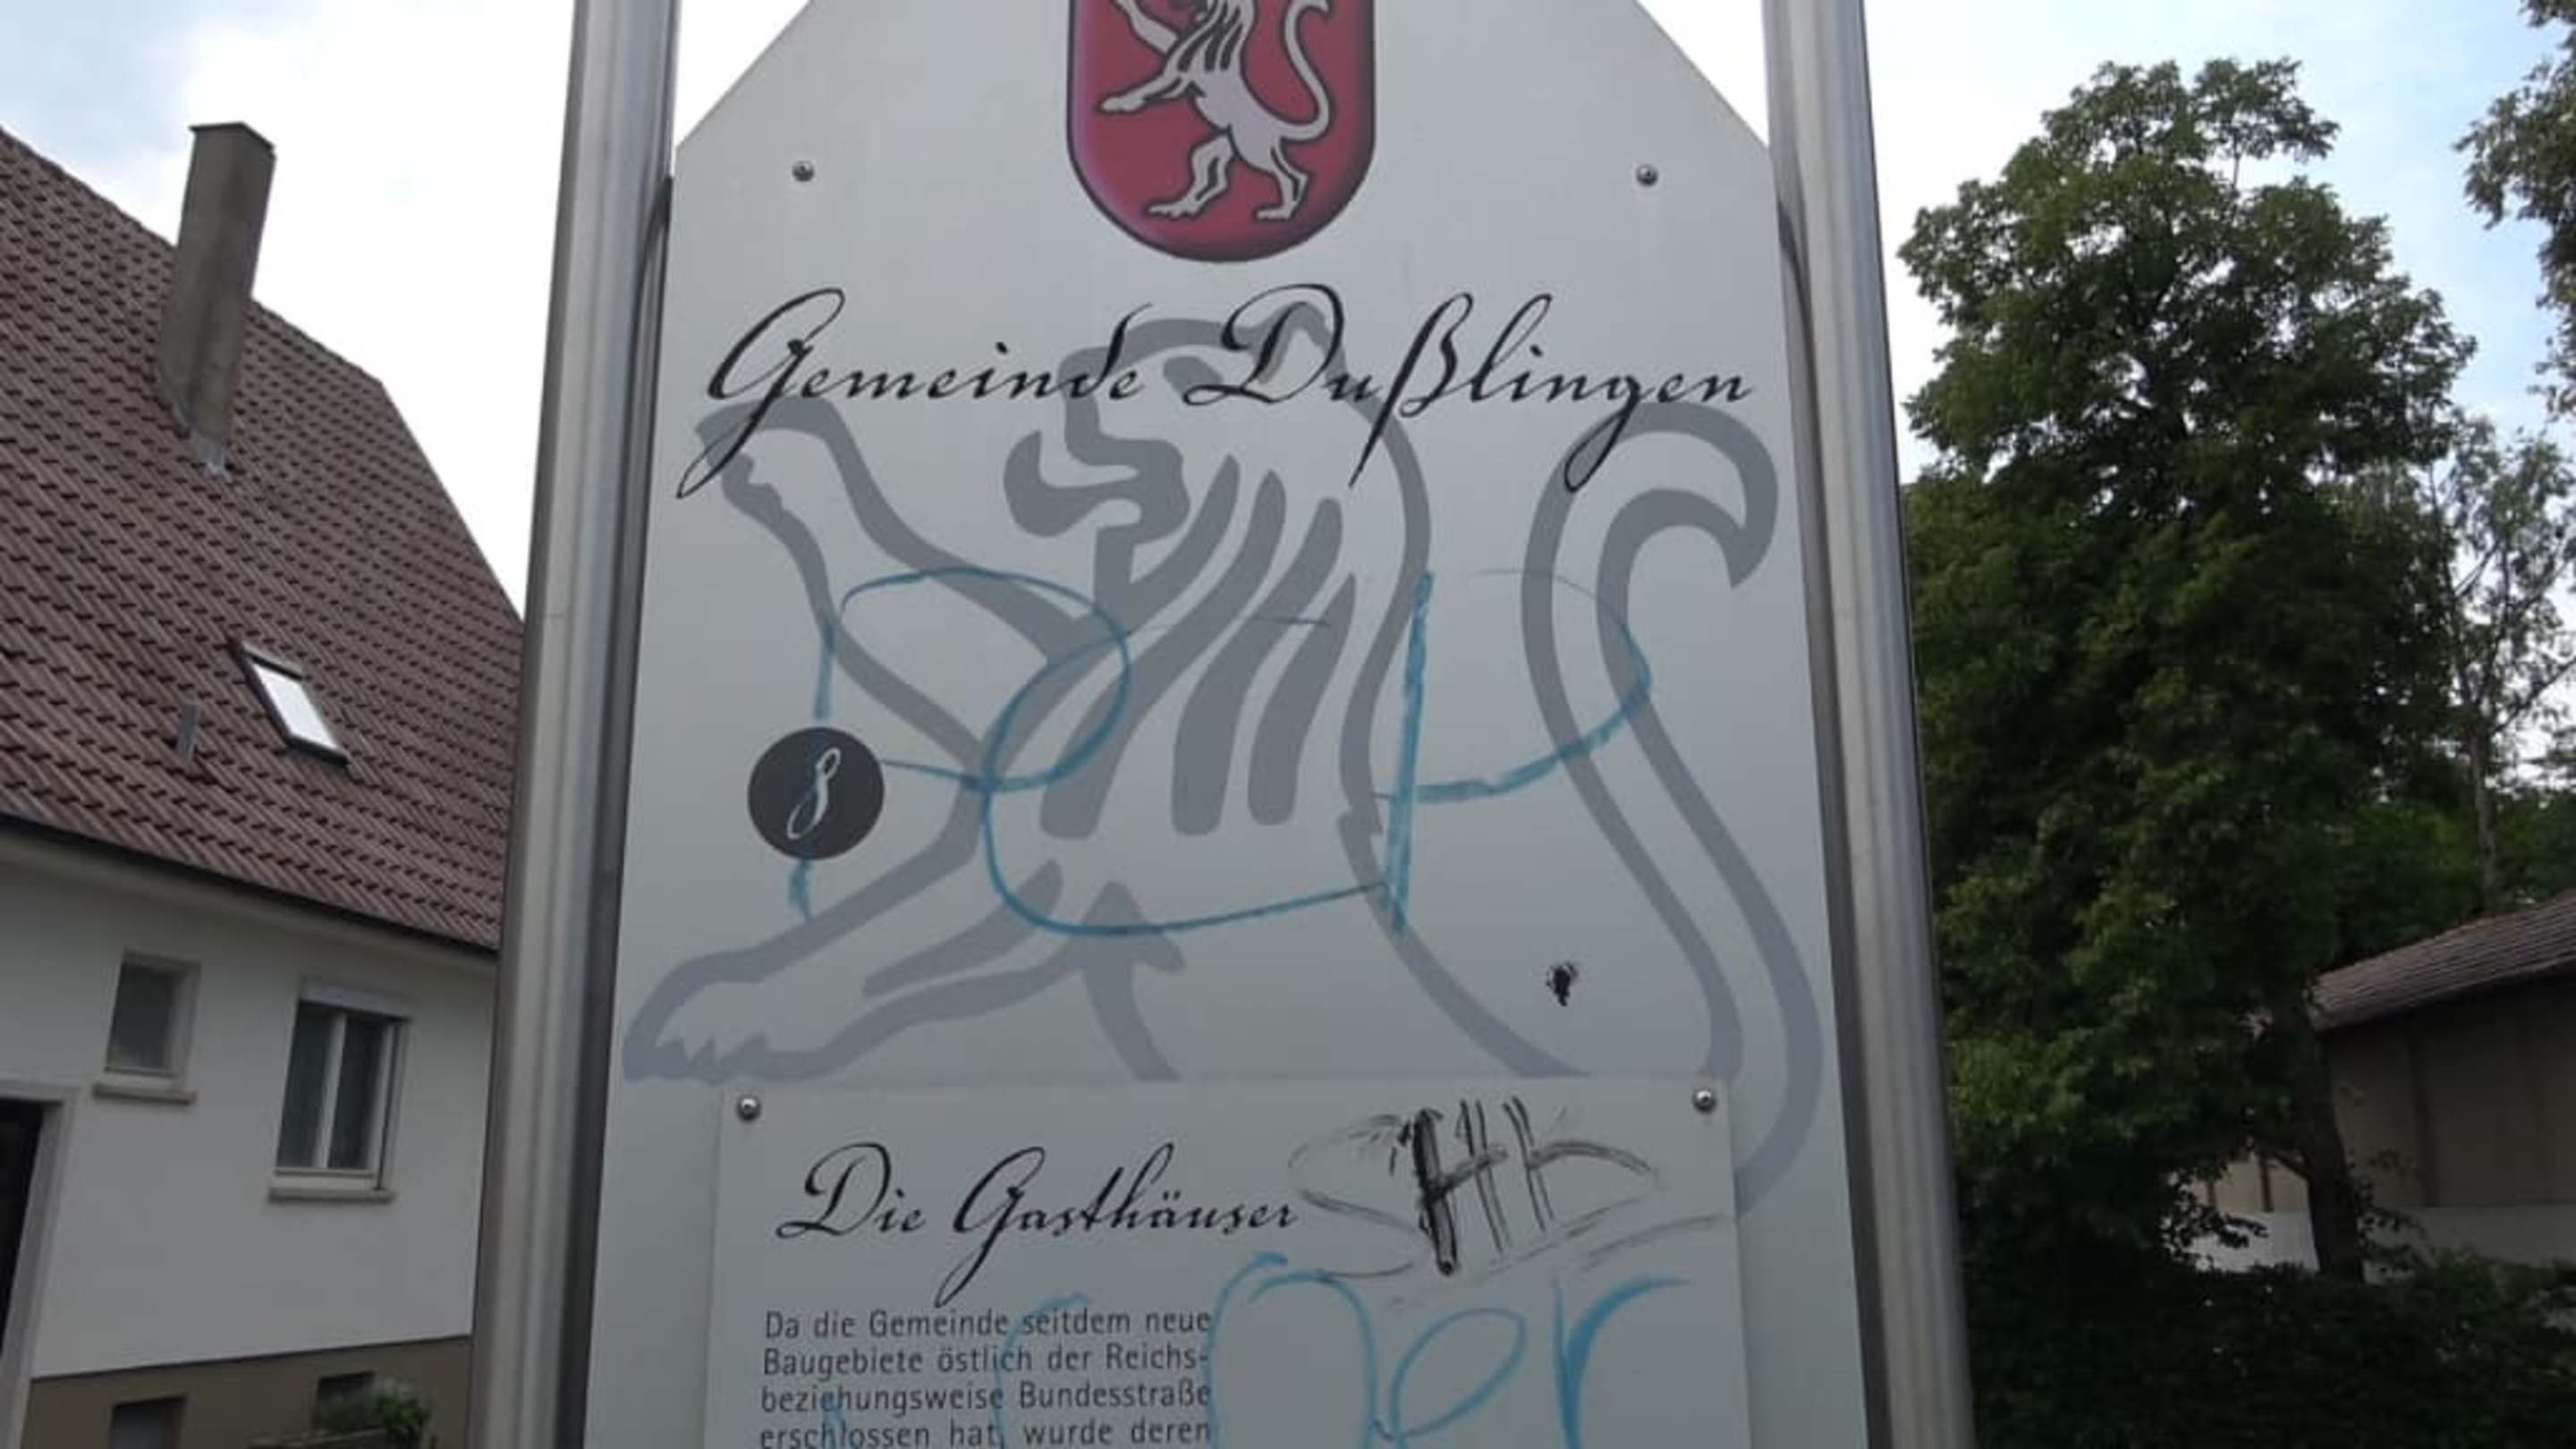 Gemeinde Dußlingen
8
Die Gasthäuser
Da die Gemeinde seitdem neue
Baugebiete östlich der Reichs-
beziehungsweise Bundesstraße
erschlossen hat, wurde deren